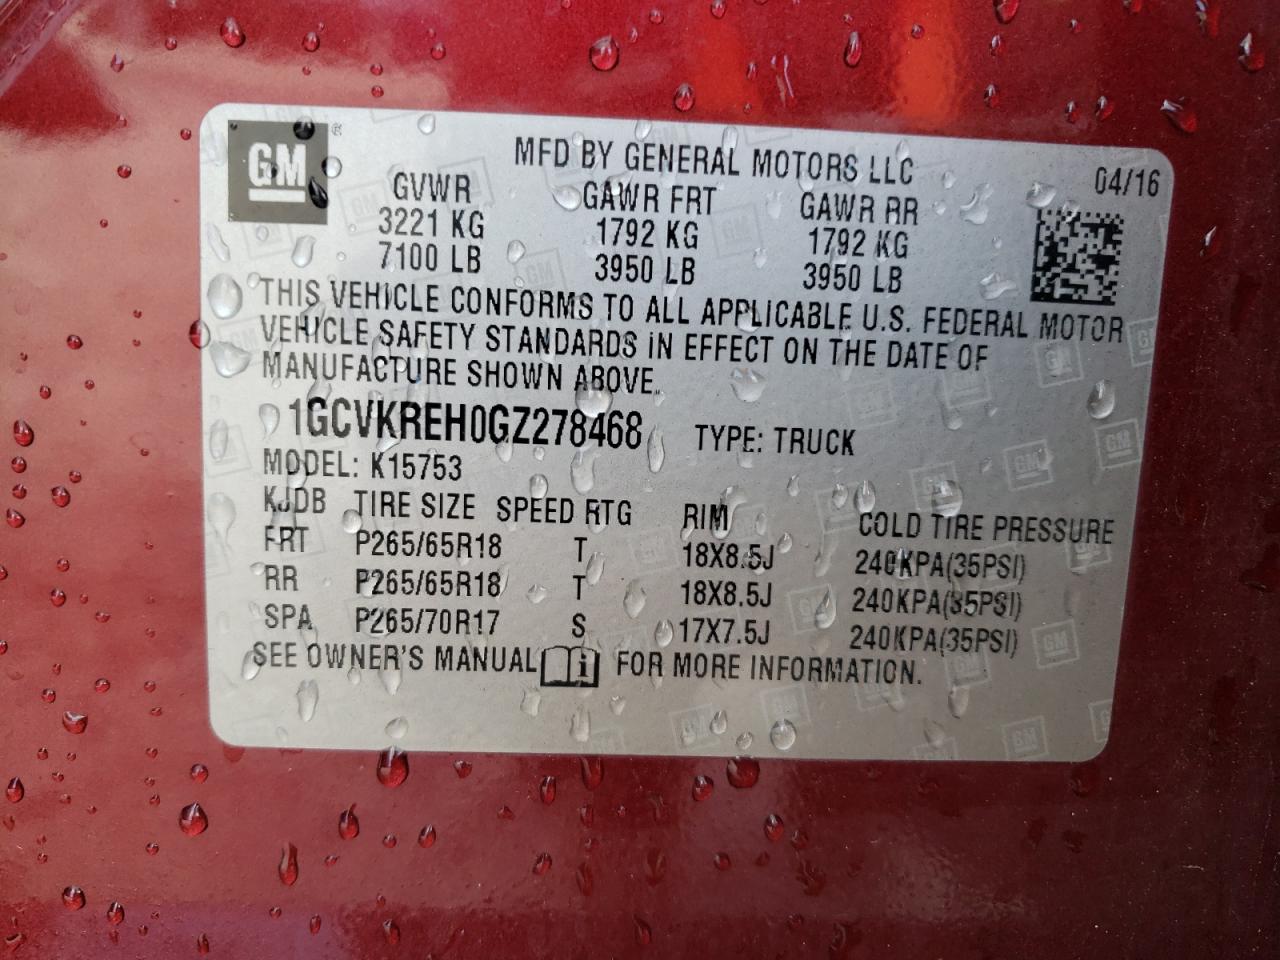 GM ®
MFD BY GENERAL MOTORS LLC 04/16
GVWR GAWR FRT GAWR RR
3221 KG 1792 KG 1792 KG
7100 LB 3950 LB 3950 LB
THIS VEHICLE CONFORMS TO ALL APPLICABLE U.S. FEDERAL MOTOR
VEHICLE SAFETY STANDARDS IN EFFECT ON THE DATE OF
MANUFACTURE SHOWN ABOVE.
1GCVKREH0GZ278468 TYPE: TRUCK
MODEL: K15753
KJDB TIRE SIZE SPEED RTG RIM COLD TIRE PRESSURE
FRT P265/65R18 T 18X8.5J 240KPA(35PSI)
RR P265/65R18 T 18X8.5J 240KPA(35PSI)
SPA P265/70R17 S 17X7.5J 240KPA(35PSI)
SEE OWNER'S MANUAL i FOR MORE INFORMATION.